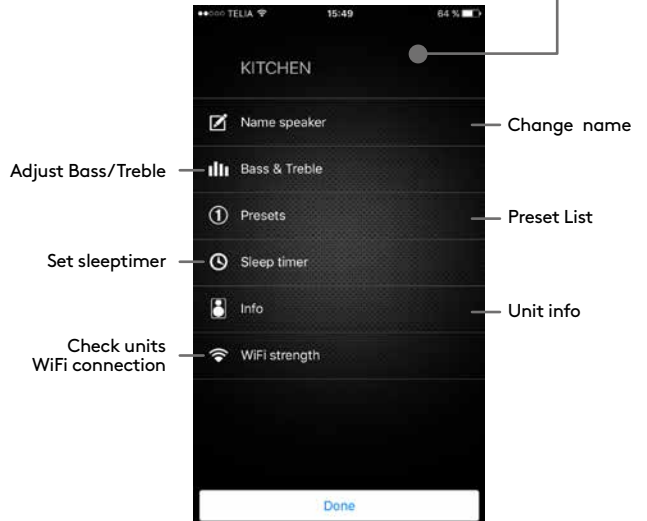 TELIA 15:49 64 %
KITCHEN
Name speaker
Change name
Adjust Bass/Treble
Bass & Treble
1 Presets
Preset List
Set sleeptimer
Sleep timer
Info
Unit info
Check units
WiFi connection
WiFi strength
Done